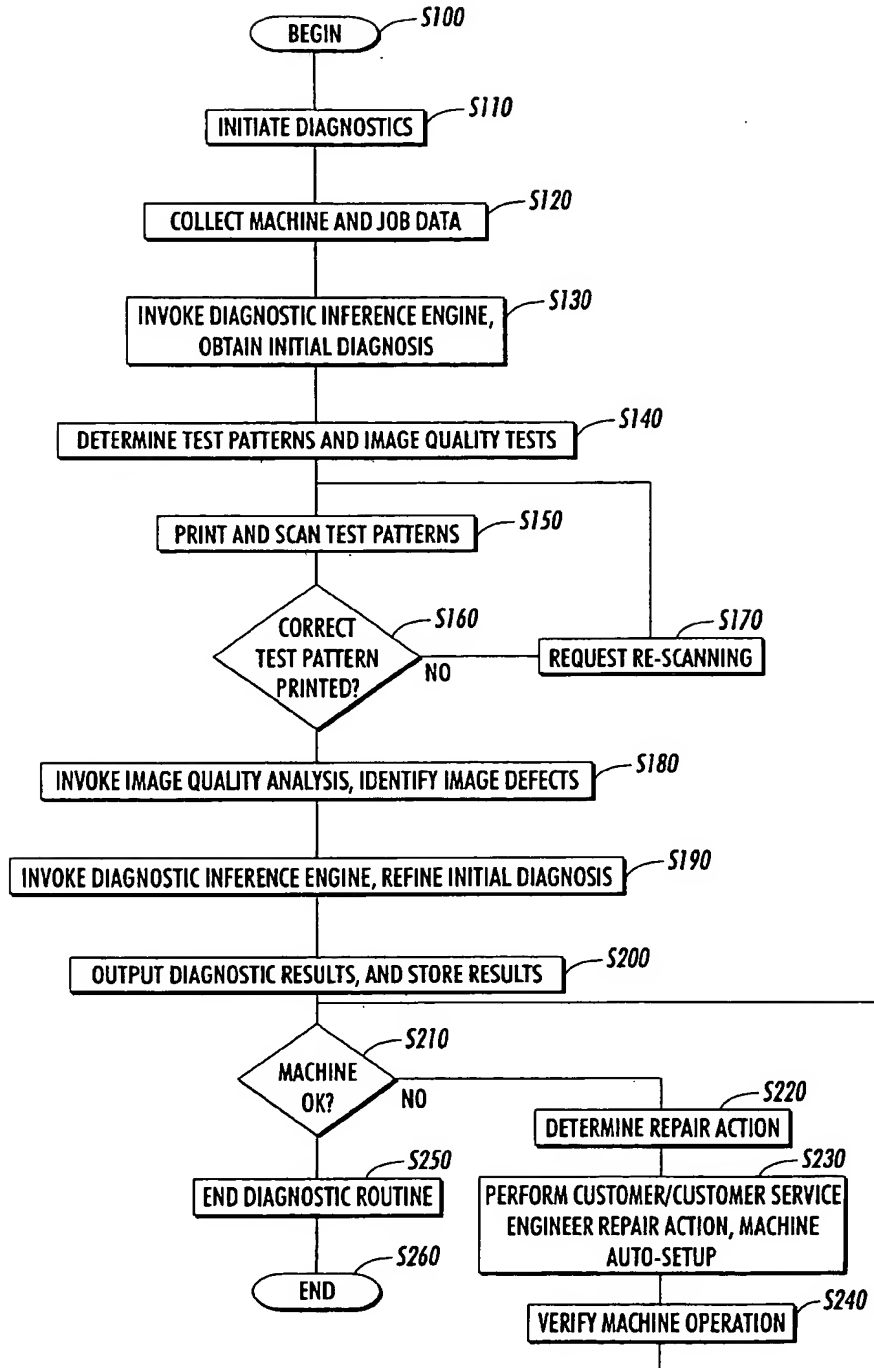 BEGIN
S100
INITIATE DIAGNOSTICS
S110
COLLECT MACHINE AND JOB DATA
S120
INVOKE DIAGNOSTIC INFERENCE ENGINE,
OBTAIN INITIAL DIAGNOSIS
S130
DETERMINE TEST PATTERNS AND IMAGE QUALITY TESTS
S140
PRINT AND SCAN TEST PATTERNS
S150
CORRECT
TEST PATTERN
PRINTED?
S160
NO
REQUEST RE-SCANNING
S170
INVOKE IMAGE QUALITY ANALYSIS, IDENTIFY IMAGE DEFECTS
S180
INVOKE DIAGNOSTIC INFERENCE ENGINE, REFINE INITIAL DIAGNOSIS
S190
OUTPUT DIAGNOSTIC RESULTS, AND STORE RESULTS
S200
MACHINE
OK?
S210
NO
DETERMINE REPAIR ACTION
S220
PERFORM CUSTOMER/CUSTOMER SERVICE
ENGINEER REPAIR ACTION, MACHINE
AUTO-SETUP
S230
VERIFY MACHINE OPERATION
S240
END DIAGNOSTIC ROUTINE
S250
END
S260